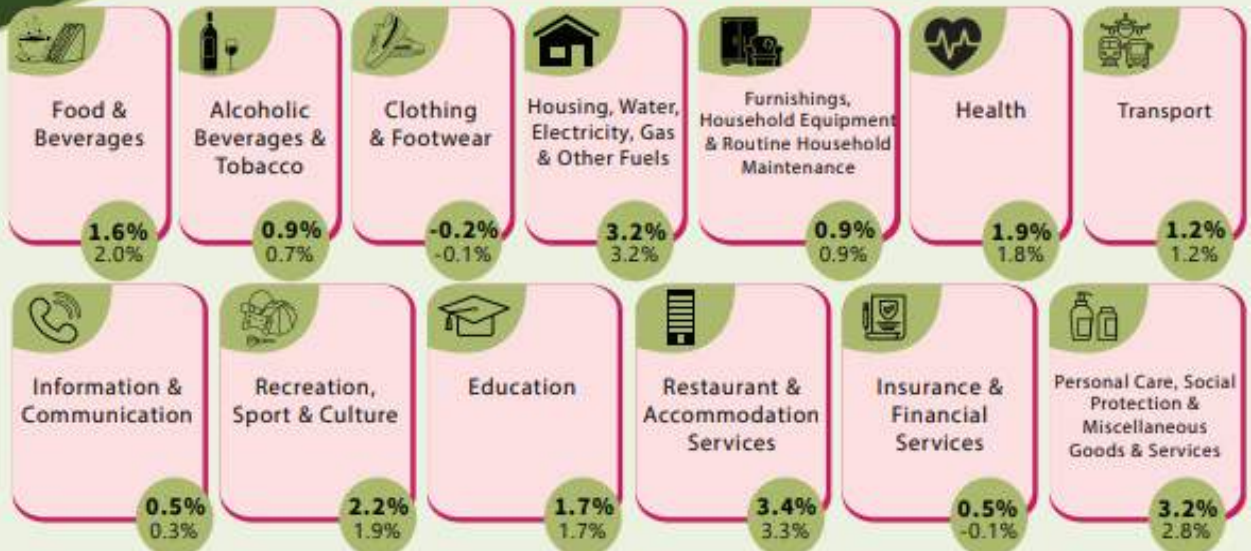 Food &
Beverages
1.6%
2.0%
Alcoholic
Beverages &
Tobacco
0.9%
0.7%
Clothing
& Footwear
-0.2%
-0.1%
Housing, Water,
Electricity, Gas
& Other Fuels
3.2%
3.2%
Furnishings,
Household Equipment
& Routine Household
Maintenance
0.9%
0.9%
Health
1.9%
1.8%
Transport
1.2%
1.2%
Information &
Communication
0.5%
0.3%
Recreation,
Sport & Culture
2.2%
1.9%
Education
1.7%
1.7%
Restaurant &
Accommodation
Services
3.4%
3.3%
Insurance &
Financial
Services
0.5%
-0.1%
Personal Care, Social
Protection &
Miscellaneous
Goods & Services
3.2%
2.8%